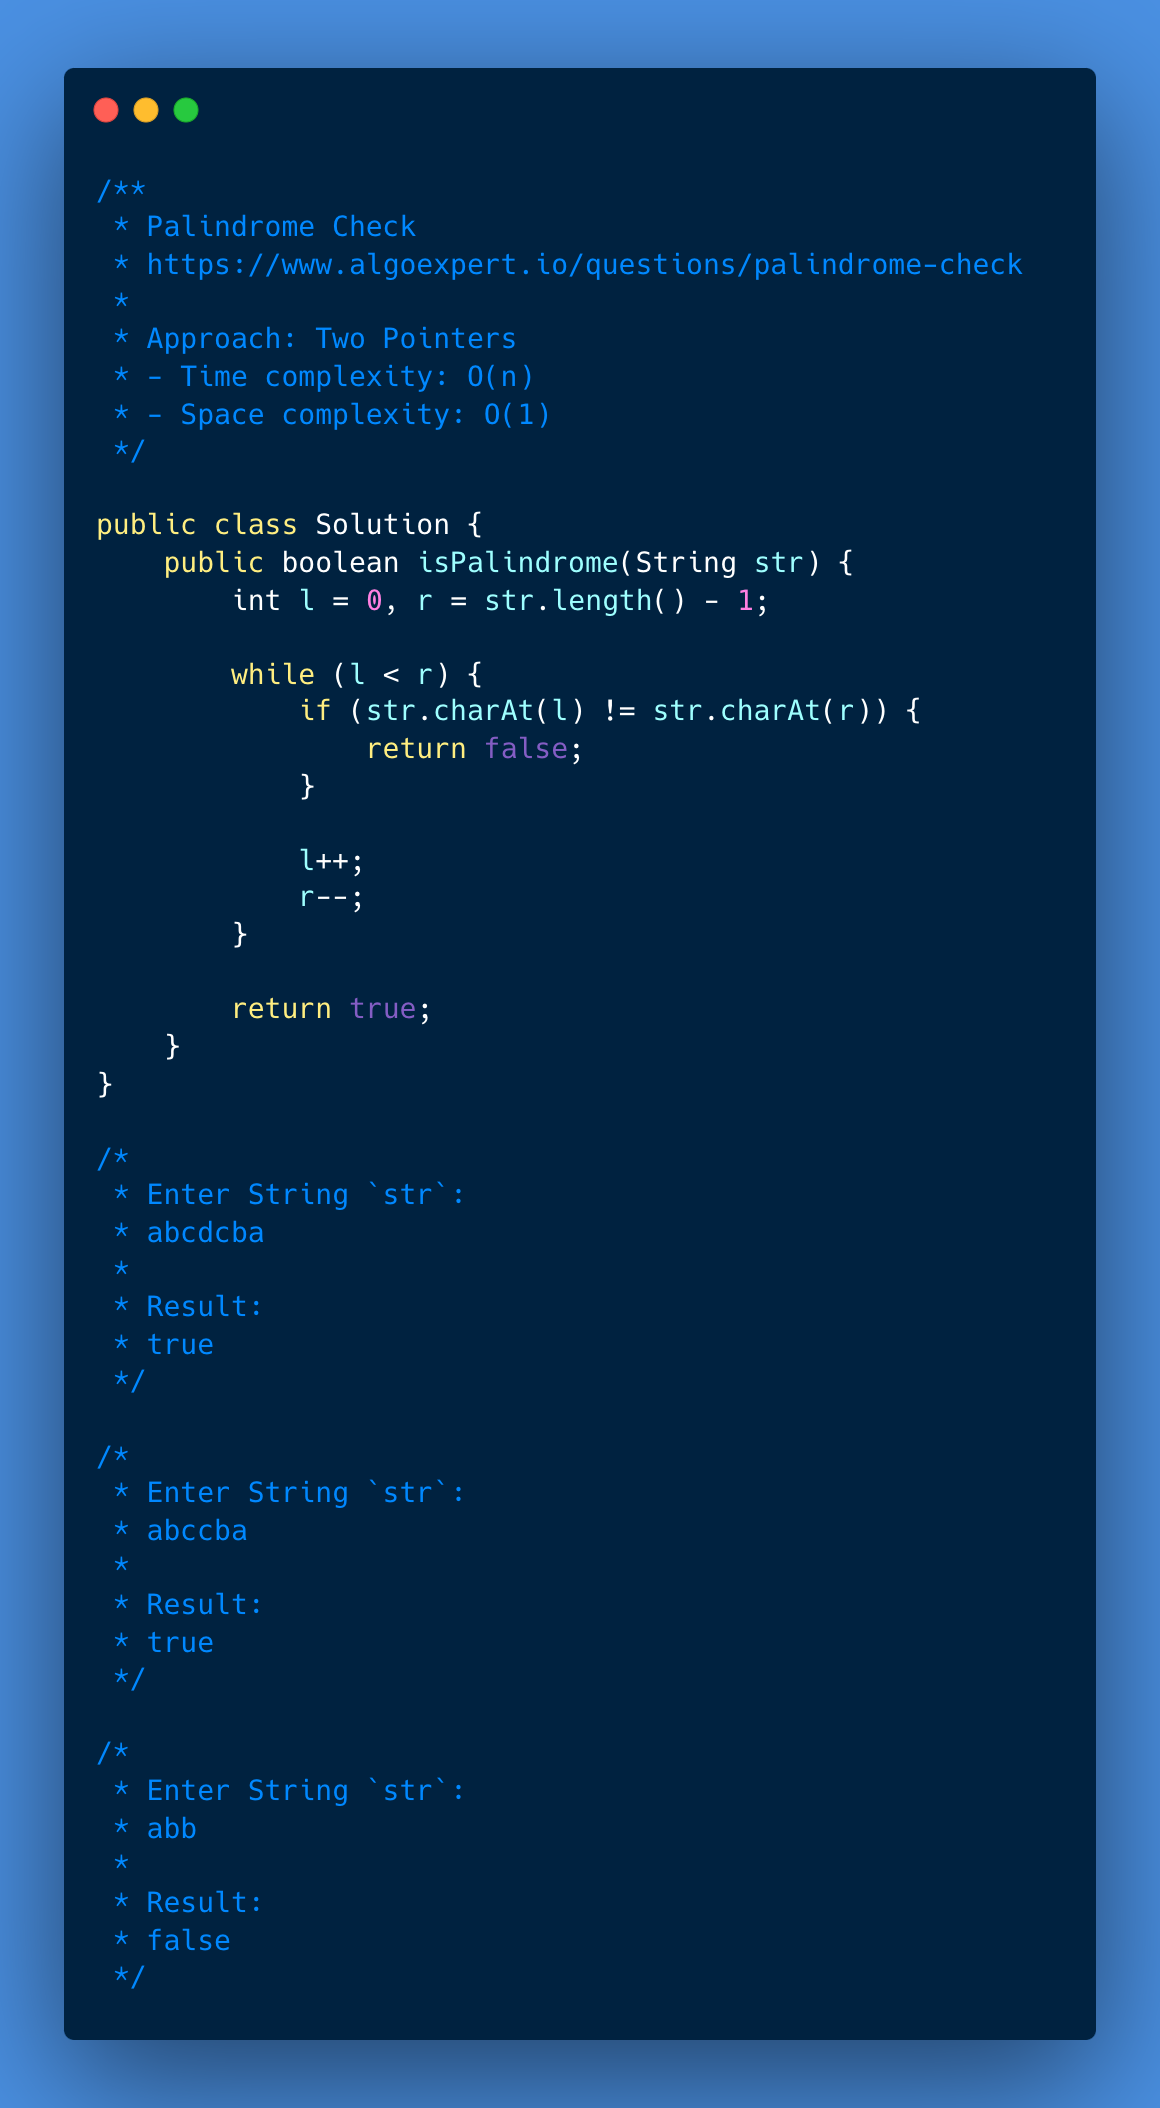 /**
 * Palindrome Check
 * https://www.algoexpert.io/questions/palindrome-check
 *
 * Approach: Two Pointers
 * - Time complexity: O(n)
 * - Space complexity: O(1)
 */

public class Solution {
    public boolean isPalindrome(String str) {
        int l = 0, r = str.length() - 1;

        while (l < r) {
            if (str.charAt(l) != str.charAt(r)) {
                return false;
            }

            l++;
            r--;
        }

        return true;
    }
}

/*
 * Enter String `str`:
 * abcdcba
 *
 * Result:
 * true
 */

/*
 * Enter String `str`:
 * abccba
 *
 * Result:
 * true
 */

/*
 * Enter String `str`:
 * abb
 *
 * Result:
 * false
 */